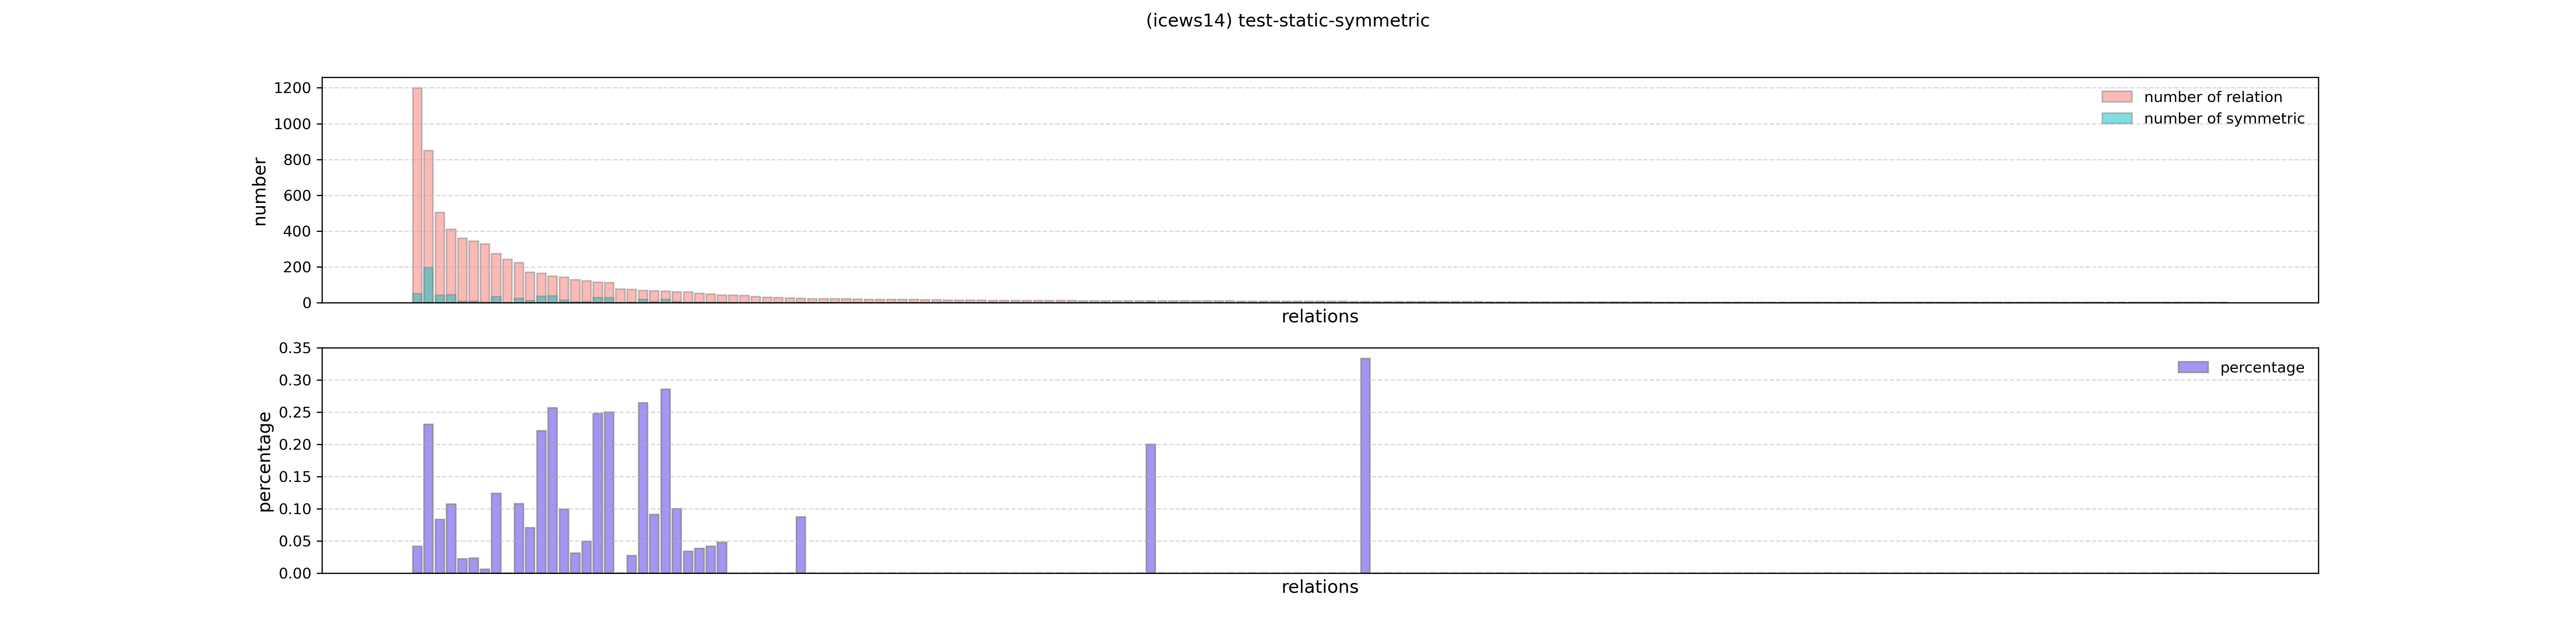 (icews14) test-static-symmetric
1200
1000
800
600
400
200
0
number
number of relation
number of symmetric
relations
0.35
0.30
0.25
0.20
0.15
0.10
0.05
0.00
percentage
percentage
relations